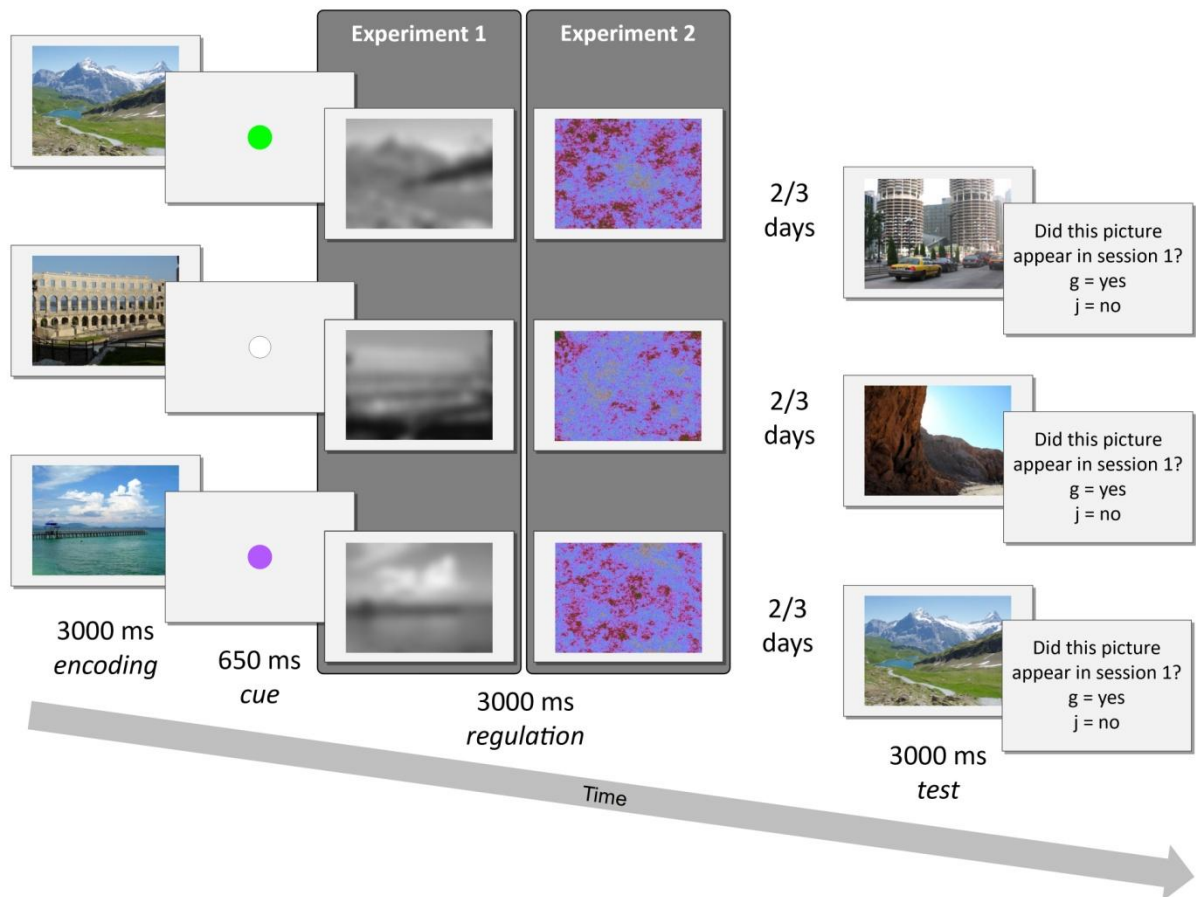 Experiment 1
Experiment 2
2/3
days
Did this picture
appear in session 1?
g = yes
j = no
2/3
days
Did this picture
appear in session 1?
g = yes
j = no
2/3
days
Did this picture
appear in session 1?
g = yes
j = no
3000 ms
encoding
650 ms
cue
3000 ms
regulation
3000 ms
test
Time